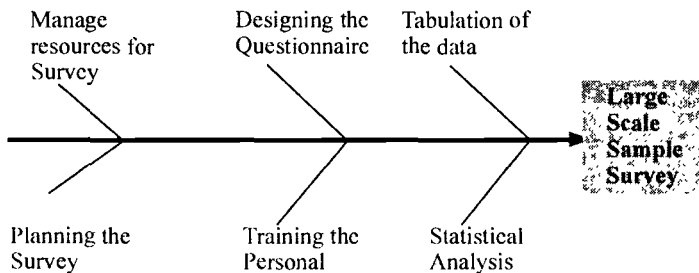 Manage
resources for
Survey
Designing the
Questionnaire
Tabulation of
the data
Large
Scale
Sample
Survey
Planning the
Survey
Training the
Personal
Statistical
Analysis